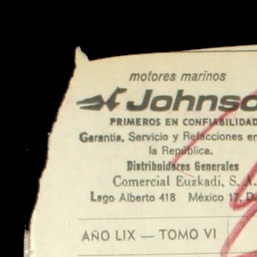 motores marinos
Johnso
PRIMEROS EN CONFIABILIDAD
Garantía, Servicio y Refacciones en
la República.
Distribuidores Generales
Comercial Euzkadi, S. A.
Lago Alberto 418 México 17, D.
AÑO LIX — TOMO VI